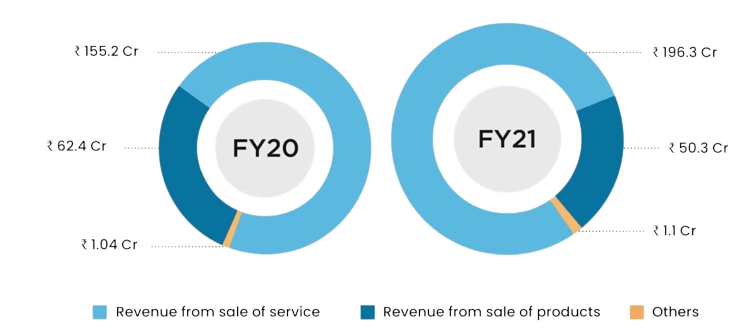 ₹ 155.2 Cr
₹ 196.3 Cr
FY20
FY21
₹ 62.4 Cr
₹ 50.3 Cr
₹ 1.04 Cr
₹ 1.1 Cr
Revenue from sale of service
Revenue from sale of products
Others